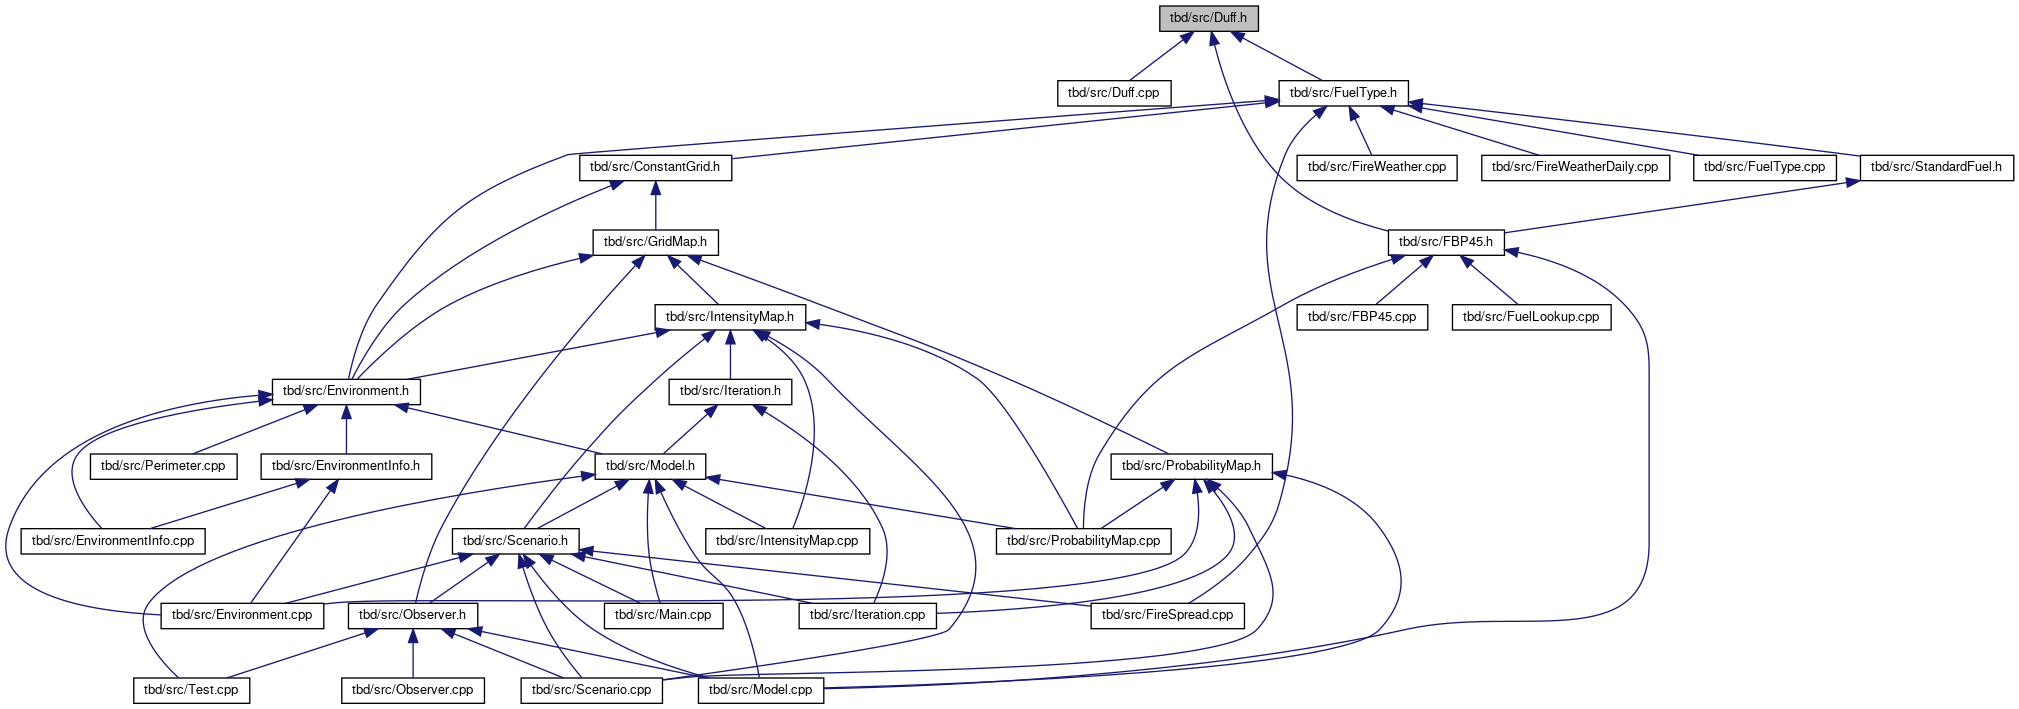 tbd/src/Duff.h
tbd/src/Duff.cpp
tbd/src/FuelType.h
tbd/src/ConstantGrid.h
tbd/src/FireWeather.cpp
tbd/src/FireWeatherDaily.cpp
tbd/src/FuelType.cpp
tbd/src/StandardFuel.h
tbd/src/GridMap.h
tbd/src/FBP45.h
tbd/src/IntensityMap.h
tbd/src/FBP45.cpp
tbd/src/FuelLookup.cpp
tbd/src/Environment.h
tbd/src/Iteration.h
tbd/src/Perimeter.cpp
tbd/src/EnvironmentInfo.h
tbd/src/Model.h
tbd/src/ProbabilityMap.h
tbd/src/EnvironmentInfo.cpp
tbd/src/Scenario.h
tbd/src/IntensityMap.cpp
tbd/src/ProbabilityMap.cpp
tbd/src/Environment.cpp
tbd/src/Observer.h
tbd/src/Main.cpp
tbd/src/Iteration.cpp
tbd/src/FireSpread.cpp
tbd/src/Test.cpp
tbd/src/Observer.cpp
tbd/src/Scenario.cpp
tbd/src/Model.cpp